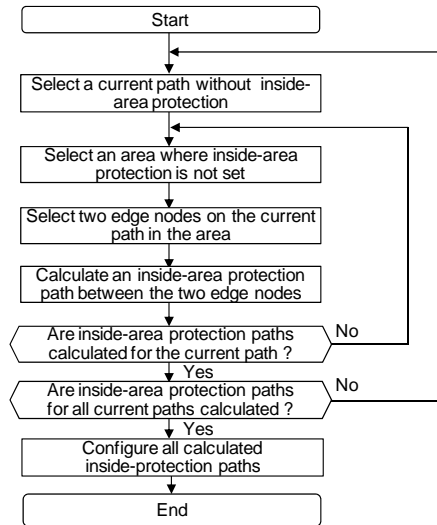 Start
Select a current path without inside-
area protection
Select an area where inside-area
protection is not set
Select two edge nodes on the current
path in the area
Calculate an inside-area protection
path between the two edge nodes
Are inside-area protection paths
calculated for the current path ?
No
Yes
Are inside-area protection paths
for all current paths calculated ?
No
Yes
Configure all calculated
inside-protection paths
End